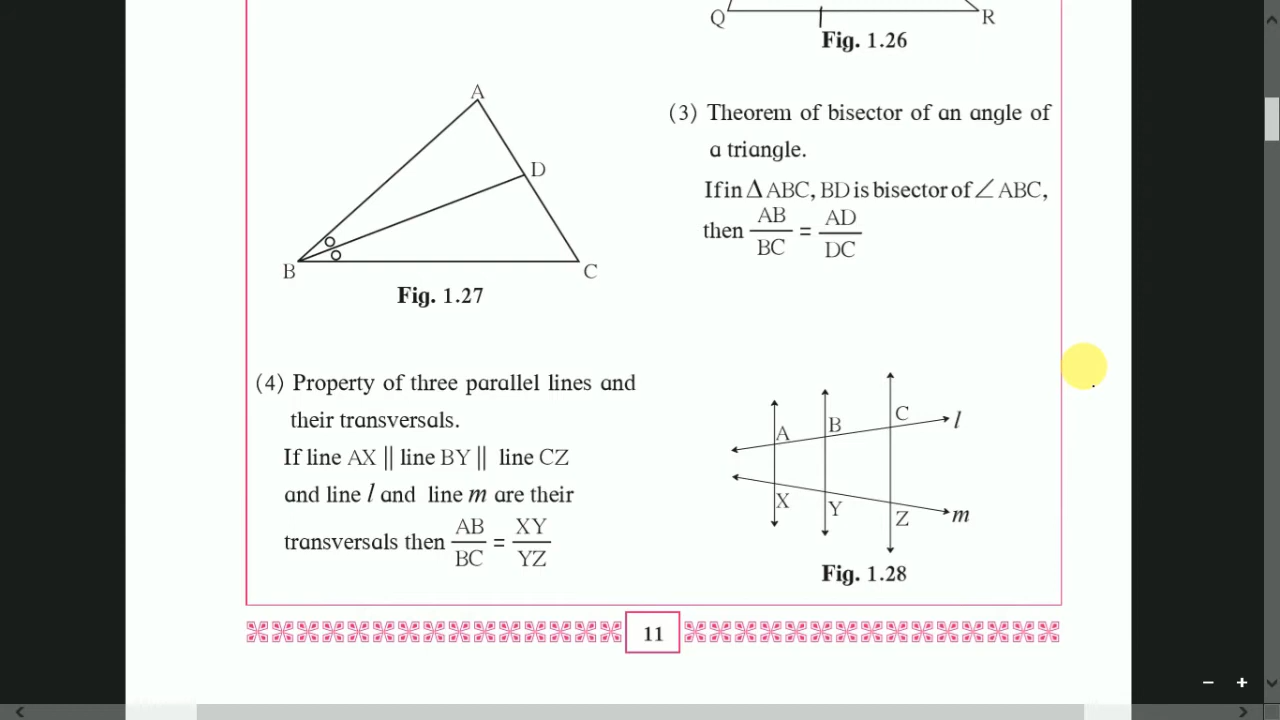 Q
R
Fig. 1.26
A
D
B
C
Fig. 1.27
(3) Theorem of bisector of an angle of
a triangle.
If in Δ ABC, BD is bisector of ∠ ABC,
then AB/BC = AD/DC
(4) Property of three parallel lines and
their transversals.
If line AX || line BY || line CZ
and line l and line m are their
transversals then AB/BC = XY/YZ
A
B
C
l
X
Y
Z
m
Fig. 1.28
11